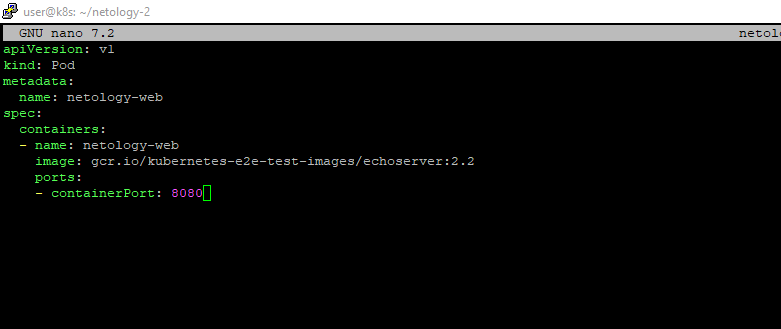 user@k8s: ~/netology-2
GNU nano 7.2 netolo
apiVersion: v1
kind: Pod
metadata:
  name: netology-web
spec:
  containers:
  - name: netology-web
    image: gcr.io/kubernetes-e2e-test-images/echoserver:2.2
    ports:
    - containerPort: 8080